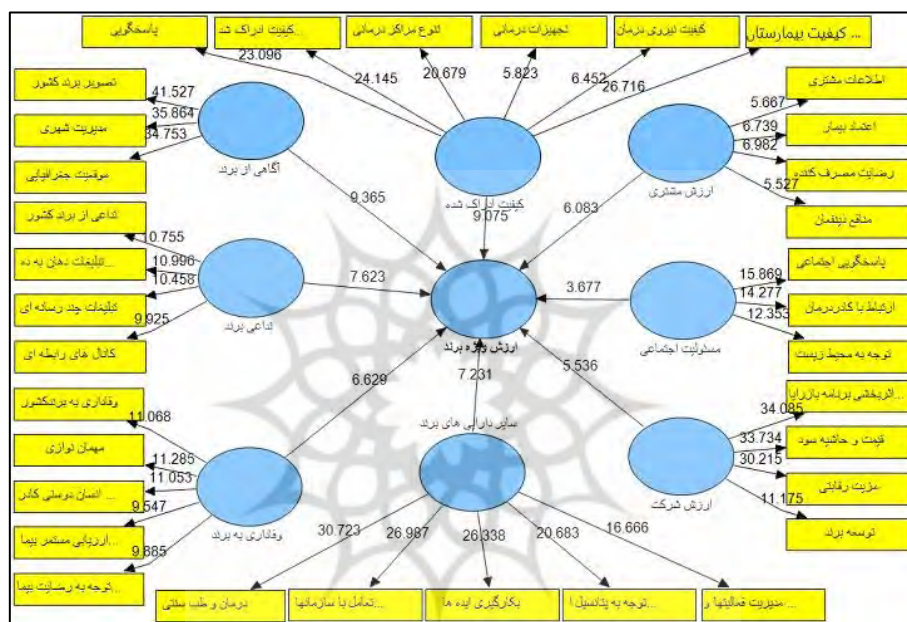 پاسخگویی
کیفیت ادراک شد...
تنوع مراکز درمانی
تجهیزات درمانی
کیفیت نیروی درمان
کیفیت بیمارستان ...
23.096
24.145
20.679
5.823
6.452
26.716
تصویر برند کشور
مدیریت شهری
موقعیت جغرافیایی
41.527
35.864
34.753
آگاهی از برند
9.365
کیفیت ادراک شده
9.075
اطلاعات مشتری
اعتماد بیمار
رضایت مصرف کننده
منافع ذینفعان
5.667
6.739
6.982
5.527
ارزش مشتری
6.083
تداعی از برند کشور
تبلیغات دهان به ده...
تبلیغات چند رسانه ای
کانال های رابطه ای
10.755
10.996
10.458
9.925
تداعی برند
7.623
ارزش ویژه برند
پاسخگویی اجتماعی
ارتباط با کادردرمان
توجه به محیط زیست
15.869
14.277
12.353
مسئولیت اجتماعی
3.677
وفاداری به برندکشور
مهمان نوازی
انسان دوستی کادر ...
ارزیابی مستمر بیما...
توجه به رضایت بیما...
11.068
11.285
11.053
9.547
9.885
وفاداری به برند
6.629
سایر دارایی های برند
7.231
اثربخشی برنامه بازاریا...
قیمت و حاشیه سود
مزیت رقابتی
توسعه برند
34.085
33.734
30.215
11.175
ارزش شرکت
5.536
30.723
26.987
26.338
20.683
16.666
درمان و طب سنتی
تعامل با سازمانها...
بکارگیری ایده ها
توجه به پتانسیل ا...
مدیریت فعالیتها و ...